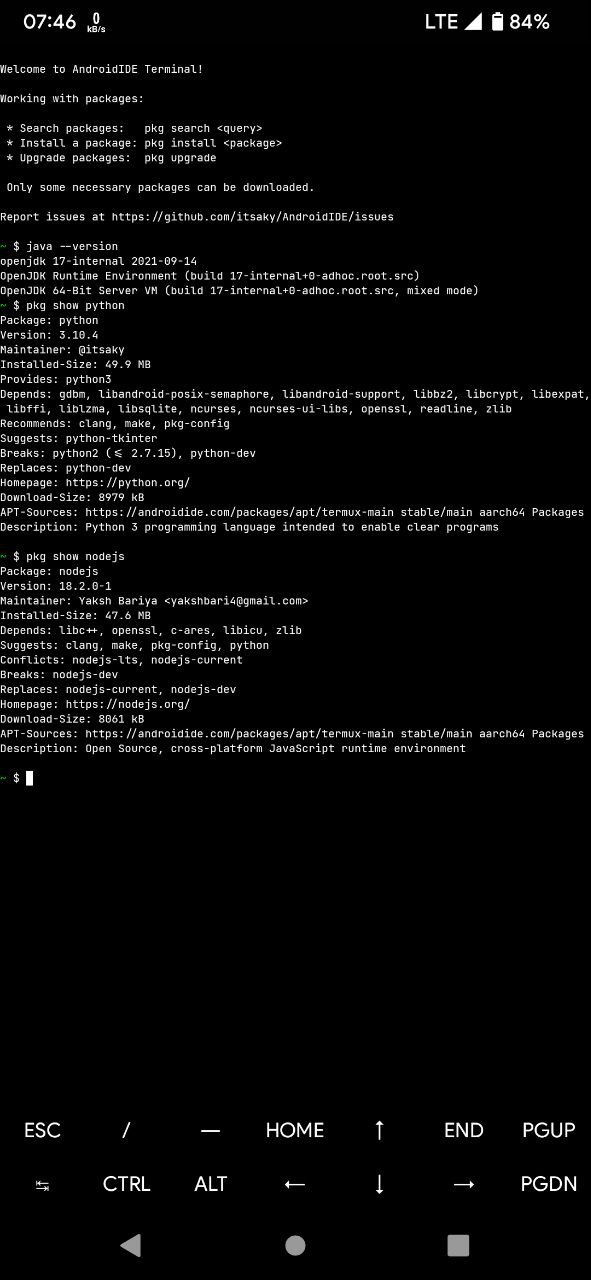 07:46 0 kB/s LTE 84%
Welcome to AndroidIDE Terminal!
Working with packages:
* Search packages:   pkg search <query>
* Install a package: pkg install <package>
* Upgrade packages:  pkg upgrade
Only some necessary packages can be downloaded.
Report issues at https://github.com/itsaky/AndroidIDE/issues
~ $ java --version
openjdk 17-internal 2021-09-14
OpenJDK Runtime Environment (build 17-internal+0-adhoc.root.src)
OpenJDK 64-Bit Server VM (build 17-internal+0-adhoc.root.src, mixed mode)
~ $ pkg show python
Package: python
Version: 3.10.4
Maintainer: @itsaky
Installed-Size: 49.9 MB
Provides: python3
Depends: gdbm, libandroid-posix-semaphore, libandroid-support, libbz2, libcrypt, libexpat,
libffi, liblzma, libsqlite, ncurses, ncurses-ui-libs, openssl, readline, zlib
Recommends: clang, make, pkg-config
Suggests: python-tkinter
Breaks: python2 (<= 2.7.15), python-dev
Replaces: python-dev
Homepage: https://python.org/
Download-Size: 8979 kB
APT-Sources: https://androidide.com/packages/apt/termux-main stable/main aarch64 Packages
Description: Python 3 programming language intended to enable clear programs
~ $ pkg show nodejs
Package: nodejs
Version: 18.2.0-1
Maintainer: Yaksh Bariya <yakshbari4@gmail.com>
Installed-Size: 47.6 MB
Depends: libc++, openssl, c-ares, libicu, zlib
Suggests: clang, make, pkg-config, python
Conflicts: nodejs-lts, nodejs-current
Breaks: nodejs-dev
Replaces: nodejs-current, nodejs-dev
Homepage: https://nodejs.org/
Download-Size: 8061 kB
APT-Sources: https://androidide.com/packages/apt/termux-main stable/main aarch64 Packages
Description: Open Source, cross-platform JavaScript runtime environment
~ $
ESC / — HOME ↑ END PGUP
↹ CTRL ALT ← ↓ → PGDN